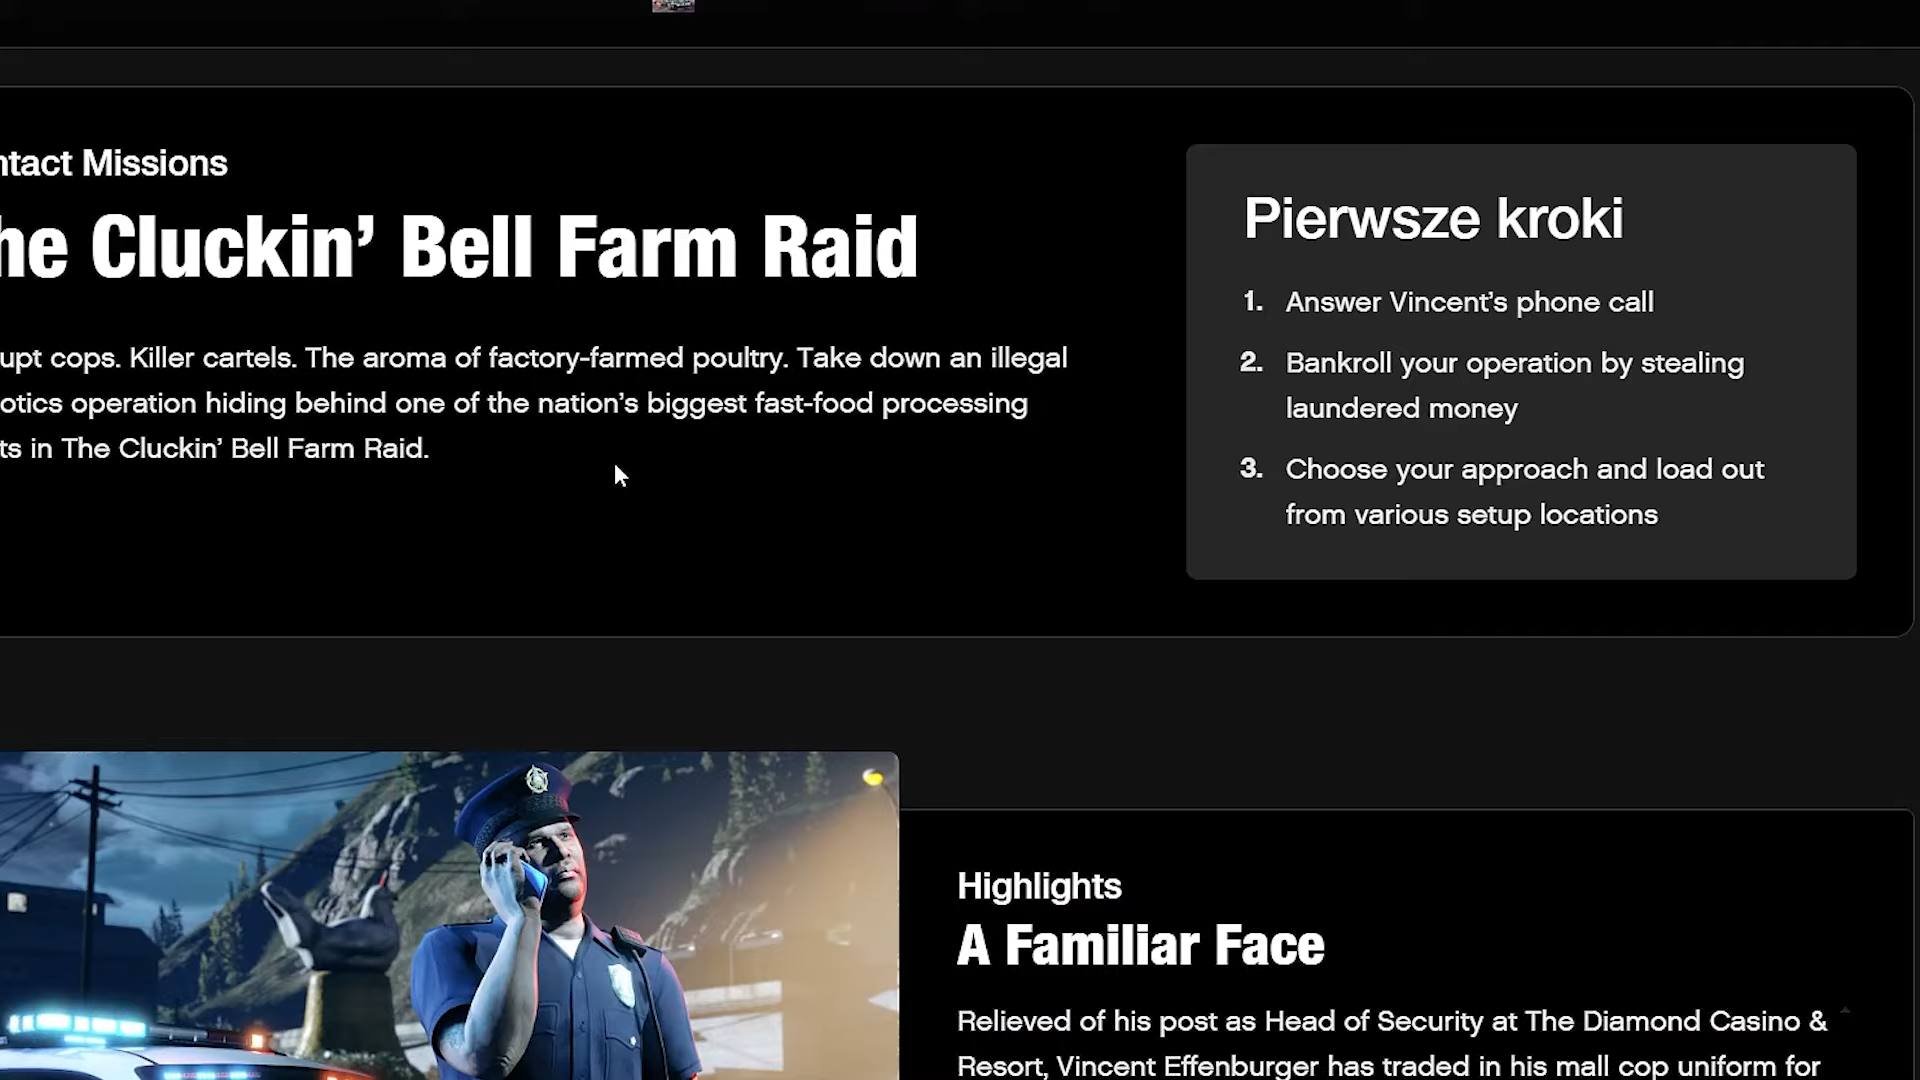 ntact Missions
he Cluckin’ Bell Farm Raid
upt cops. Killer cartels. The aroma of factory-farmed poultry. Take down an illegal
otics operation hiding behind one of the nation’s biggest fast-food processing
ts in The Cluckin’ Bell Farm Raid.
Pierwsze kroki
1. Answer Vincent’s phone call
2. Bankroll your operation by stealing
laundered money
3. Choose your approach and load out
from various setup locations
Highlights
A Familiar Face
Relieved of his post as Head of Security at The Diamond Casino &
Resort, Vincent Effenburger has traded in his mall cop uniform for